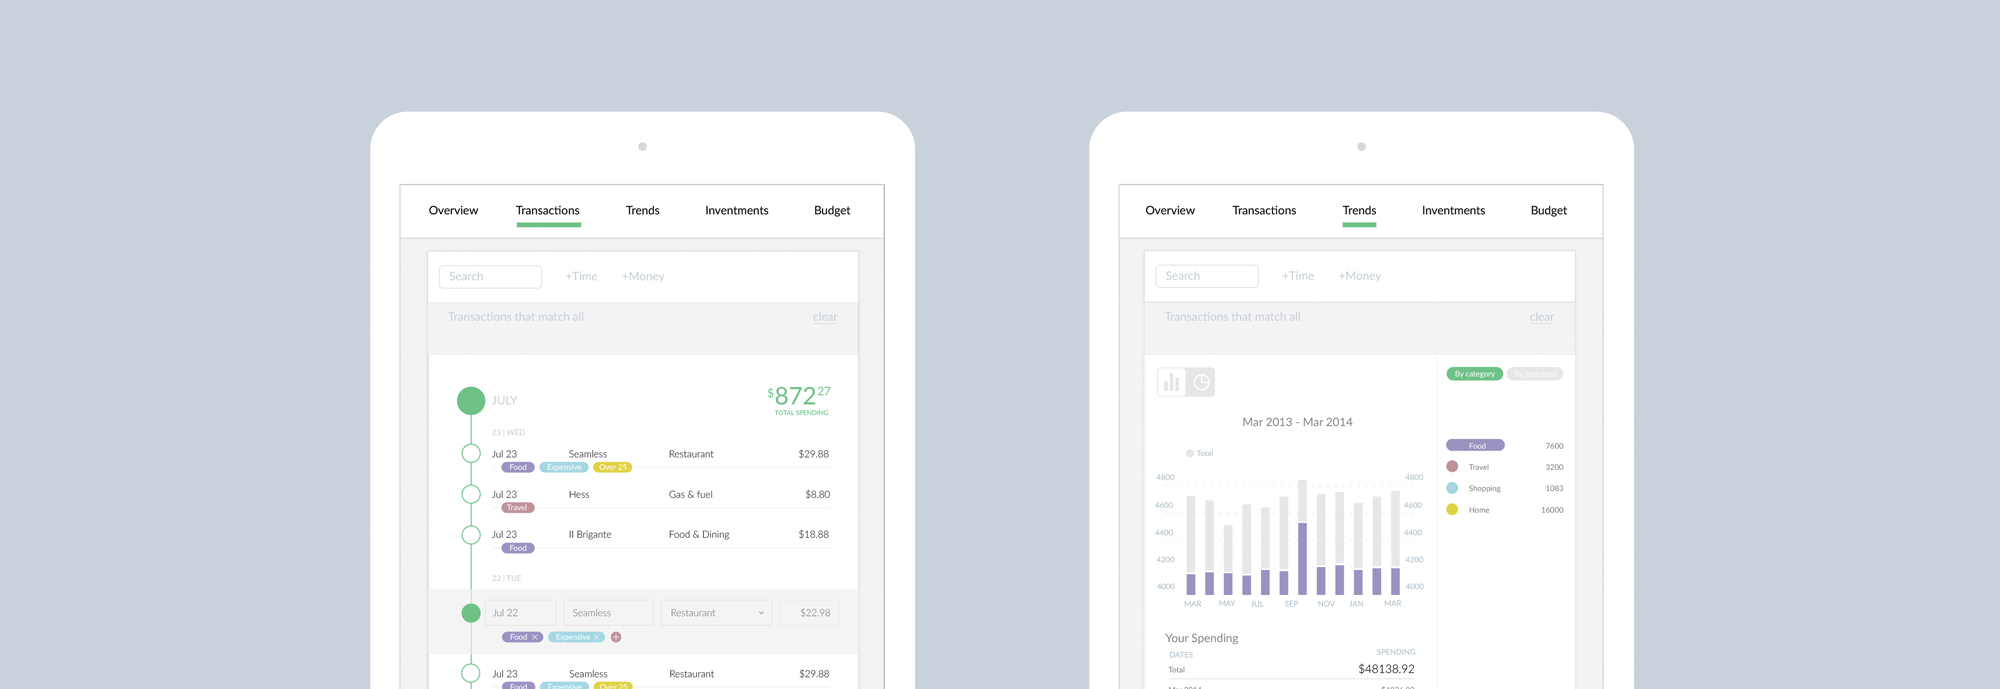 Overview Transactions Trends Inventments Budget
Search +Time +Money
Transactions that match all clear
JULY $872 27
TOTAL SPENDING
23 | WED
Jul 23 Seamless Restaurant $29.88
Food Expensive Over 25
Jul 23 Hess Gas & fuel $8.80
Travel
Jul 23 Il Brigante Food & Dining $18.88
Food
22 | TUE
Jul 22 Seamless Restaurant $22.98
Food × Expensive × +
Jul 23 Seamless Restaurant $29.88
Food Expensive Over 25
Overview Transactions Trends Inventments Budget
Search +Time +Money
Transactions that match all clear
By category By merchant
Mar 2013 - Mar 2014
Total
4800 4800
4600 4600
4400 4400
4200 4200
4000 4000
MAR MAY JUL SEP NOV JAN MAR
Food 7600
Travel 3200
Shopping 1083
Home 16000
Your Spending
DATES SPENDING
Total $48138.92